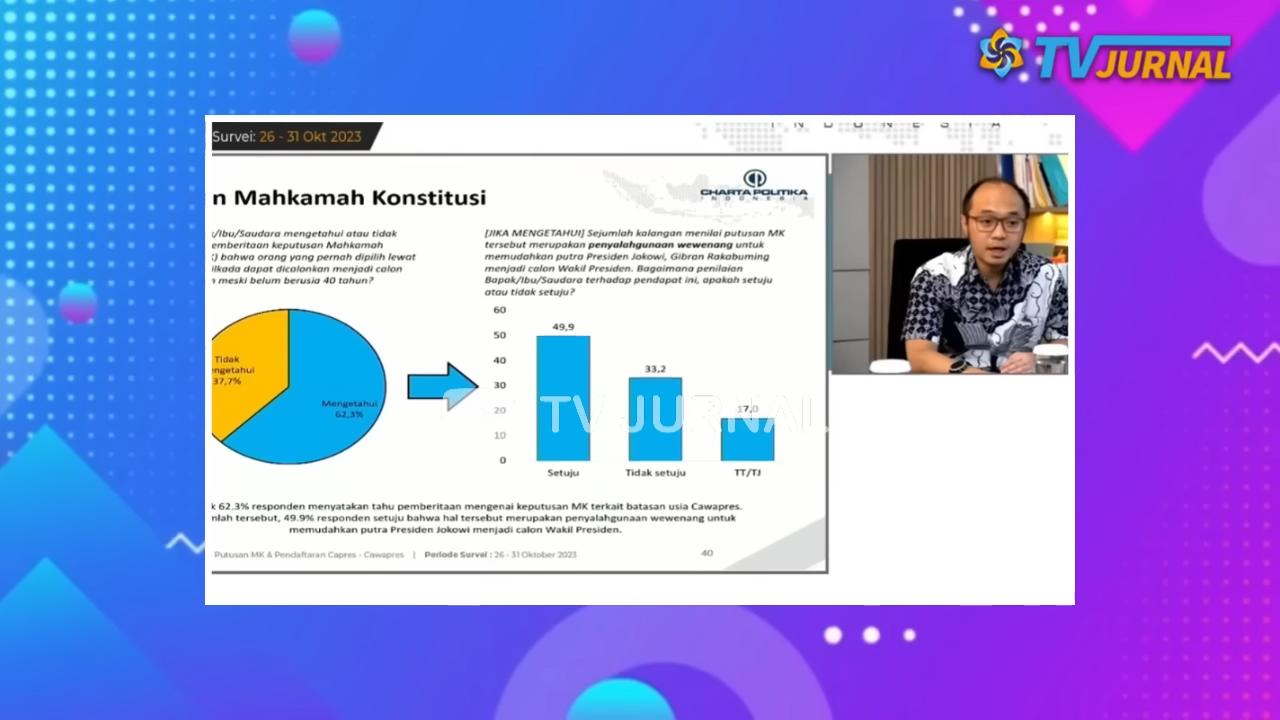 TV JURNAL
Survei: 26 - 31 Okt 2023
I N D O N E S I A
n Mahkamah Konstitusi
CHARTA POLITIKA
I N D O N E S I A
k/Ibu/Saudara mengetahui atau tidak
emberitaan keputusan Mahkamah
) bahwa orang yang pernah dipilih lewat
ilkada dapat dicalonkan menjadi calon
n meski belum berusia 40 tahun?
[JIKA MENGETAHUI] Sejumlah kalangan menilai putusan MK
tersebut merupakan penyalahgunaan wewenang untuk
memudahkan putra Presiden Jokowi, Gibran Rakabuming
menjadi calon Wakil Presiden. Bagaimana penilaian
Bapak/Ibu/Saudara terhadap pendapat ini, apakah setuju
atau tidak setuju?
Tidak
engetahui
37,7%
Mengetahui
62,3%
60
50
40
30
20
10
0
49,9
33,2
17,0
Setuju
Tidak setuju
TT/TJ
TV JURNAL
k 62.3% responden menyatakan tahu pemberitaan mengenai keputusan MK terkait batasan usia Cawapres.
mlah tersebut, 49.9% responden setuju bahwa hal tersebut merupakan penyalahgunaan wewenang untuk
memudahkan putra Presiden Jokowi menjadi calon Wakil Presiden.
Putusan MK & Pendaftaran Capres - Cawapres | Periode Survei : 26 - 31 Oktober 2023
40